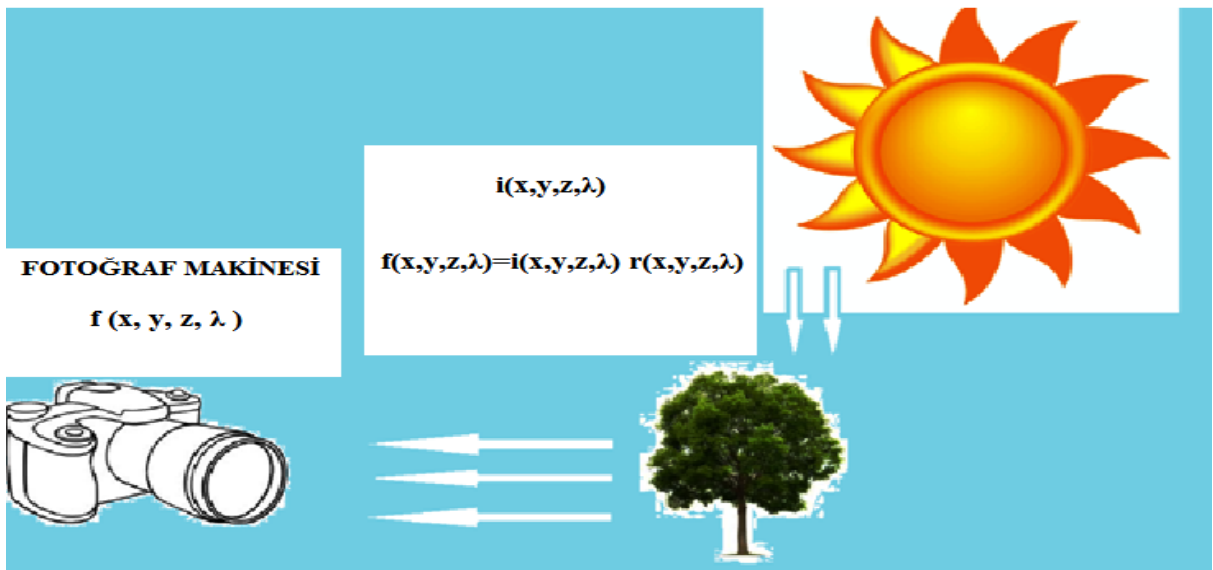 i(x,y,z,λ)
f(x,y,z,λ)=i(x,y,z,λ) r(x,y,z,λ)
FOTOĞRAF MAKİNESİ
f (x, y, z, λ )